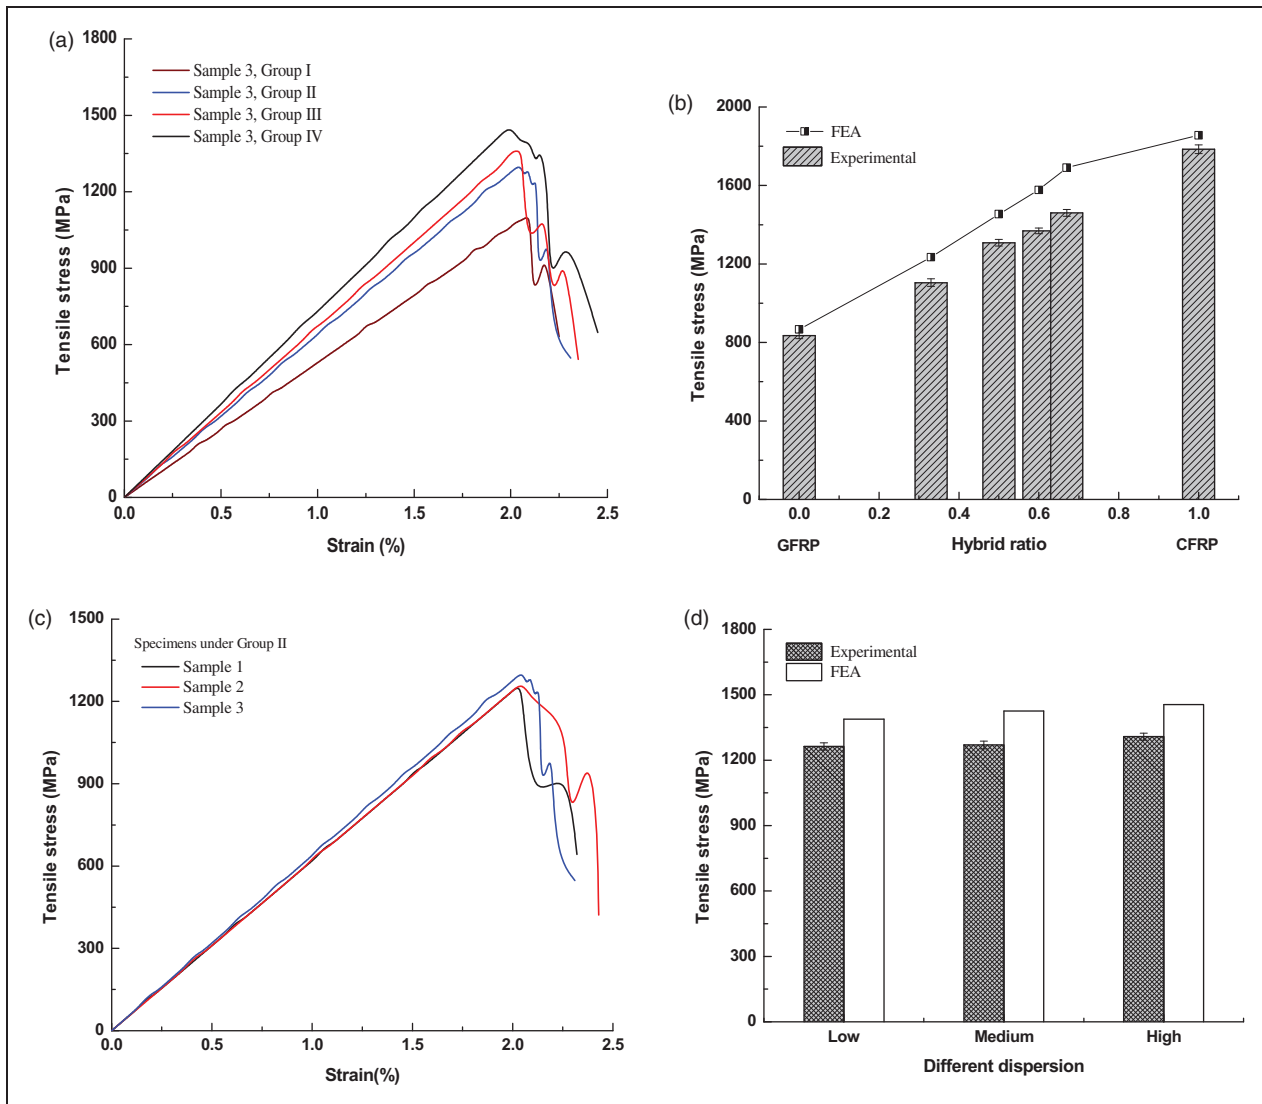 (a)
1800
1500
1200
900
600
300
0
Tensile stress (MPa)
Sample 3, Group I
Sample 3, Group II
Sample 3, Group III
Sample 3, Group IV
0.0 0.5 1.0 1.5 2.0 2.5
Strain (%)
(b)
2000
1600
1200
800
400
0
Tensile stress (MPa)
FEA
Experimental
0.0 0.2 0.4 0.6 0.8 1.0
GFRP Hybrid ratio CFRP
(c)
1500
1200
900
600
300
0
Tensile stress (MPa)
Specimens under Group II
Sample 1
Sample 2
Sample 3
0.0 0.5 1.0 1.5 2.0 2.5
Strain(%)
(d)
1800
1500
1200
900
600
300
0
Tensile stress (MPa)
Experimental
FEA
Low Medium High
Different dispersion